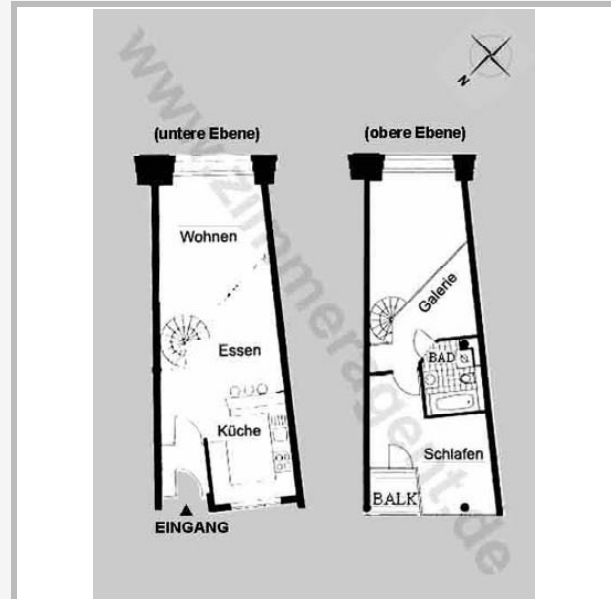 N
(untere Ebene)
(obere Ebene)
Wohnen
Essen
Küche
EINGANG
Galerie
BAD
Schlafen
BALK
www.zimmeragent.de